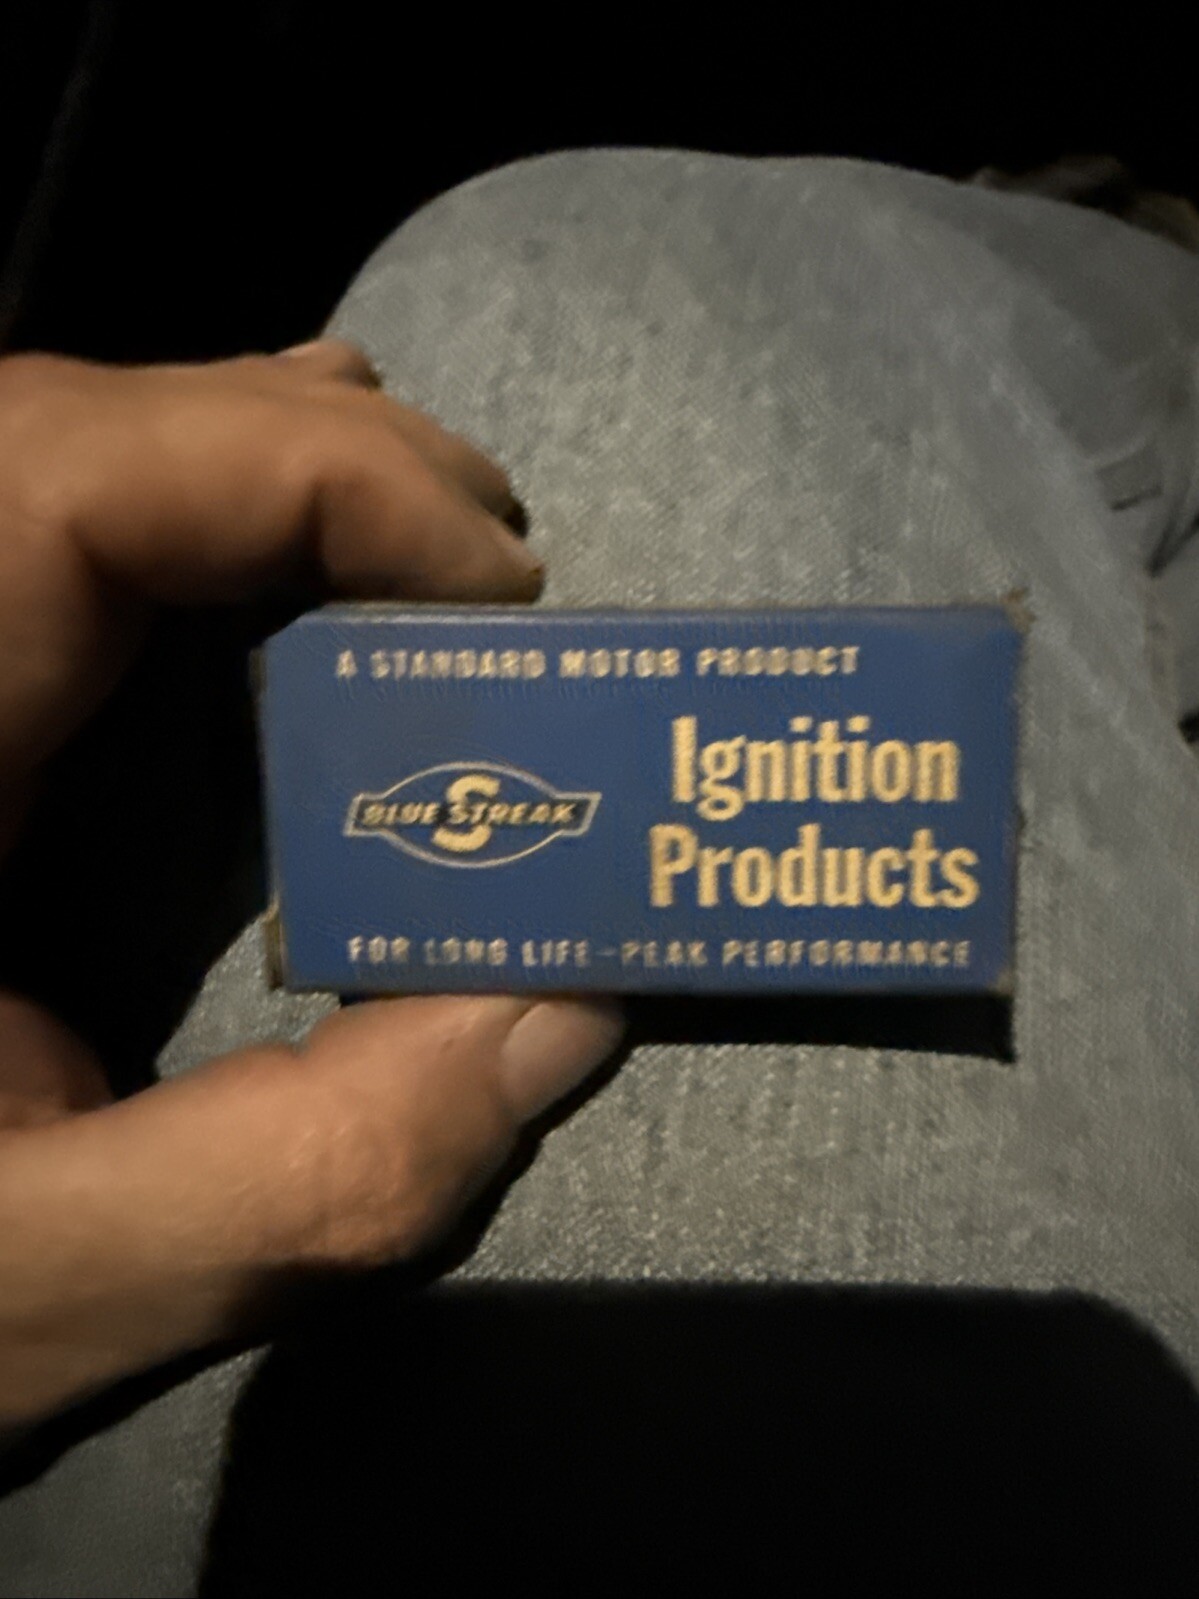 A STANDARD MOTOR PRODUCT
Ignition
Products
BLUE STREAK
S
FOR LONG LIFE—PEAK PERFORMANCE